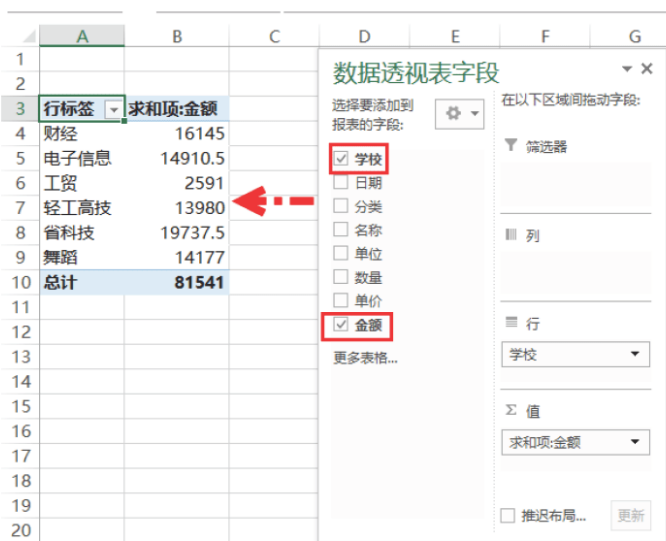 A B C D E F G
1
2
3 行标签 求和项:金额
4 财经 16145
5 电子信息 14910.5
6 工贸 2591
7 轻工高技 13980
8 省科技 19737.5
9 舞蹈 14177
10 总计 81541
11
12
13
14
15
16
17
18
19
20
数据透视表字段
选择要添加到
报表的字段:
学校
日期
分类
名称
单位
数量
单价
金额
更多表格...
在以下区域间拖动字段:
筛选器
列
行
学校
Σ 值
求和项:金额
推迟布局... 更新